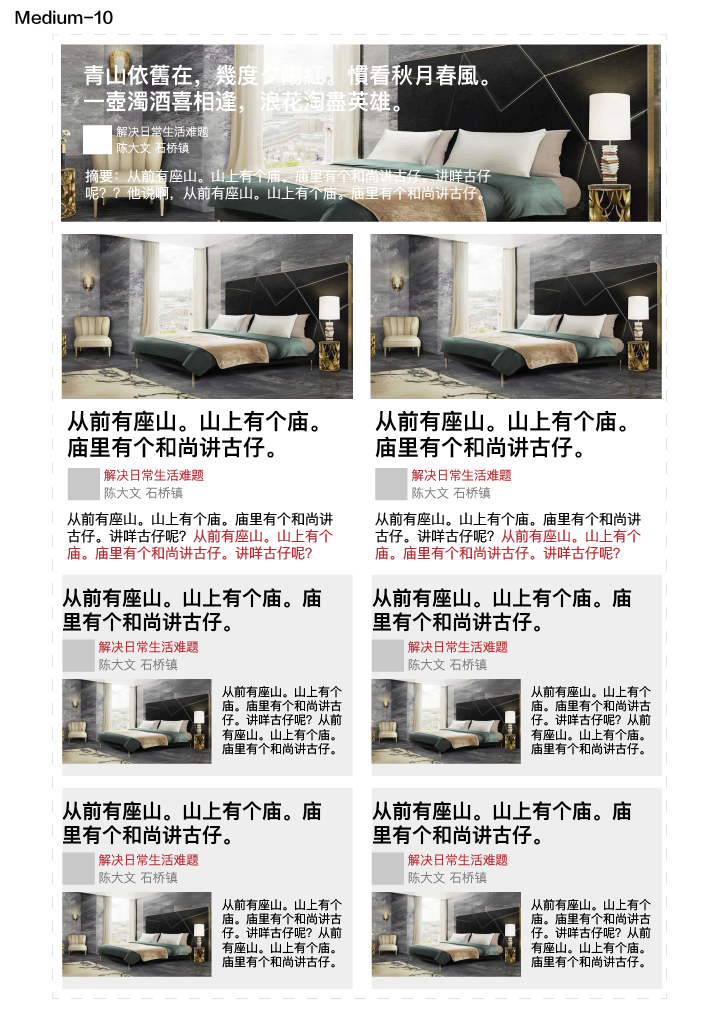 Medium-10
青山依舊在，幾度夕陽紅。慣看秋月春風。
一壺濁酒喜相逢，浪花淘盡英雄。
解决日常生活难题
陈大文 石桥镇
摘要：从前有座山。山上有个庙。庙里有个和尚讲古仔。讲咩古仔
呢？？他说啊，从前有座山。山上有个庙。庙里有个和尚讲古仔。
从前有座山。山上有个庙。
庙里有个和尚讲古仔。
解决日常生活难题
陈大文 石桥镇
从前有座山。山上有个庙。庙里有个和尚讲
古仔。讲咩古仔呢？从前有座山。山上有个
庙。庙里有个和尚讲古仔。讲咩古仔呢？
从前有座山。山上有个庙。
庙里有个和尚讲古仔。
解决日常生活难题
陈大文 石桥镇
从前有座山。山上有个庙。庙里有个和尚讲
古仔。讲咩古仔呢？从前有座山。山上有个
庙。庙里有个和尚讲古仔。讲咩古仔呢？
从前有座山。山上有个庙。庙
里有个和尚讲古仔。
解决日常生活难题
陈大文 石桥镇
从前有座山。山上有个
庙。庙里有个和尚讲古
仔。讲咩古仔呢？从前
有座山。山上有个庙。
庙里有个和尚讲古仔。
从前有座山。山上有个庙。庙
里有个和尚讲古仔。
解决日常生活难题
陈大文 石桥镇
从前有座山。山上有个
庙。庙里有个和尚讲古
仔。讲咩古仔呢？从前
有座山。山上有个庙。
庙里有个和尚讲古仔。
从前有座山。山上有个庙。庙
里有个和尚讲古仔。
解决日常生活难题
陈大文 石桥镇
从前有座山。山上有个
庙。庙里有个和尚讲古
仔。讲咩古仔呢？从前
有座山。山上有个庙。
庙里有个和尚讲古仔。
从前有座山。山上有个庙。庙
里有个和尚讲古仔。
解决日常生活难题
陈大文 石桥镇
从前有座山。山上有个
庙。庙里有个和尚讲古
仔。讲咩古仔呢？从前
有座山。山上有个庙。
庙里有个和尚讲古仔。